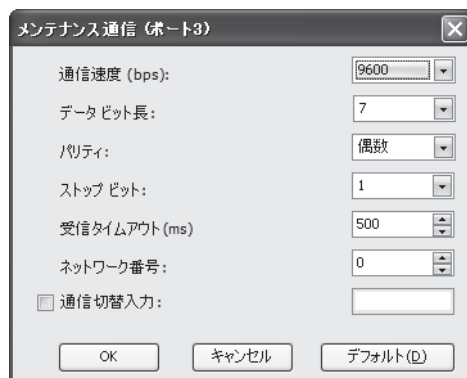 メンテナンス通信 (ポート3)
通信速度 (bps): 9600
データ ビット長: 7
パリティ: 偶数
ストップ ビット: 1
受信タイムアウト(ms) 500
ネットワーク番号: 0
通信切替入力:
OK キャンセル デフォルト(D)